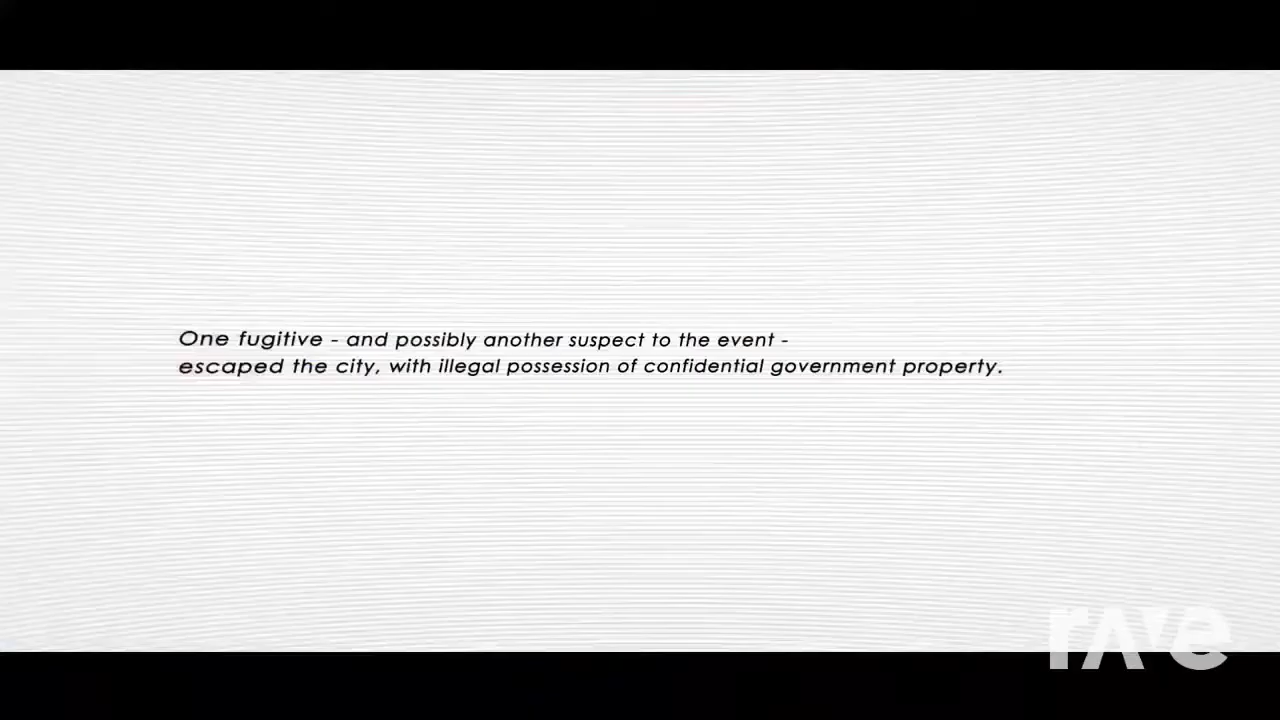 One fugitive - and possibly another suspect to the event -
escaped the city, with illegal possession of confidential government property.
rave